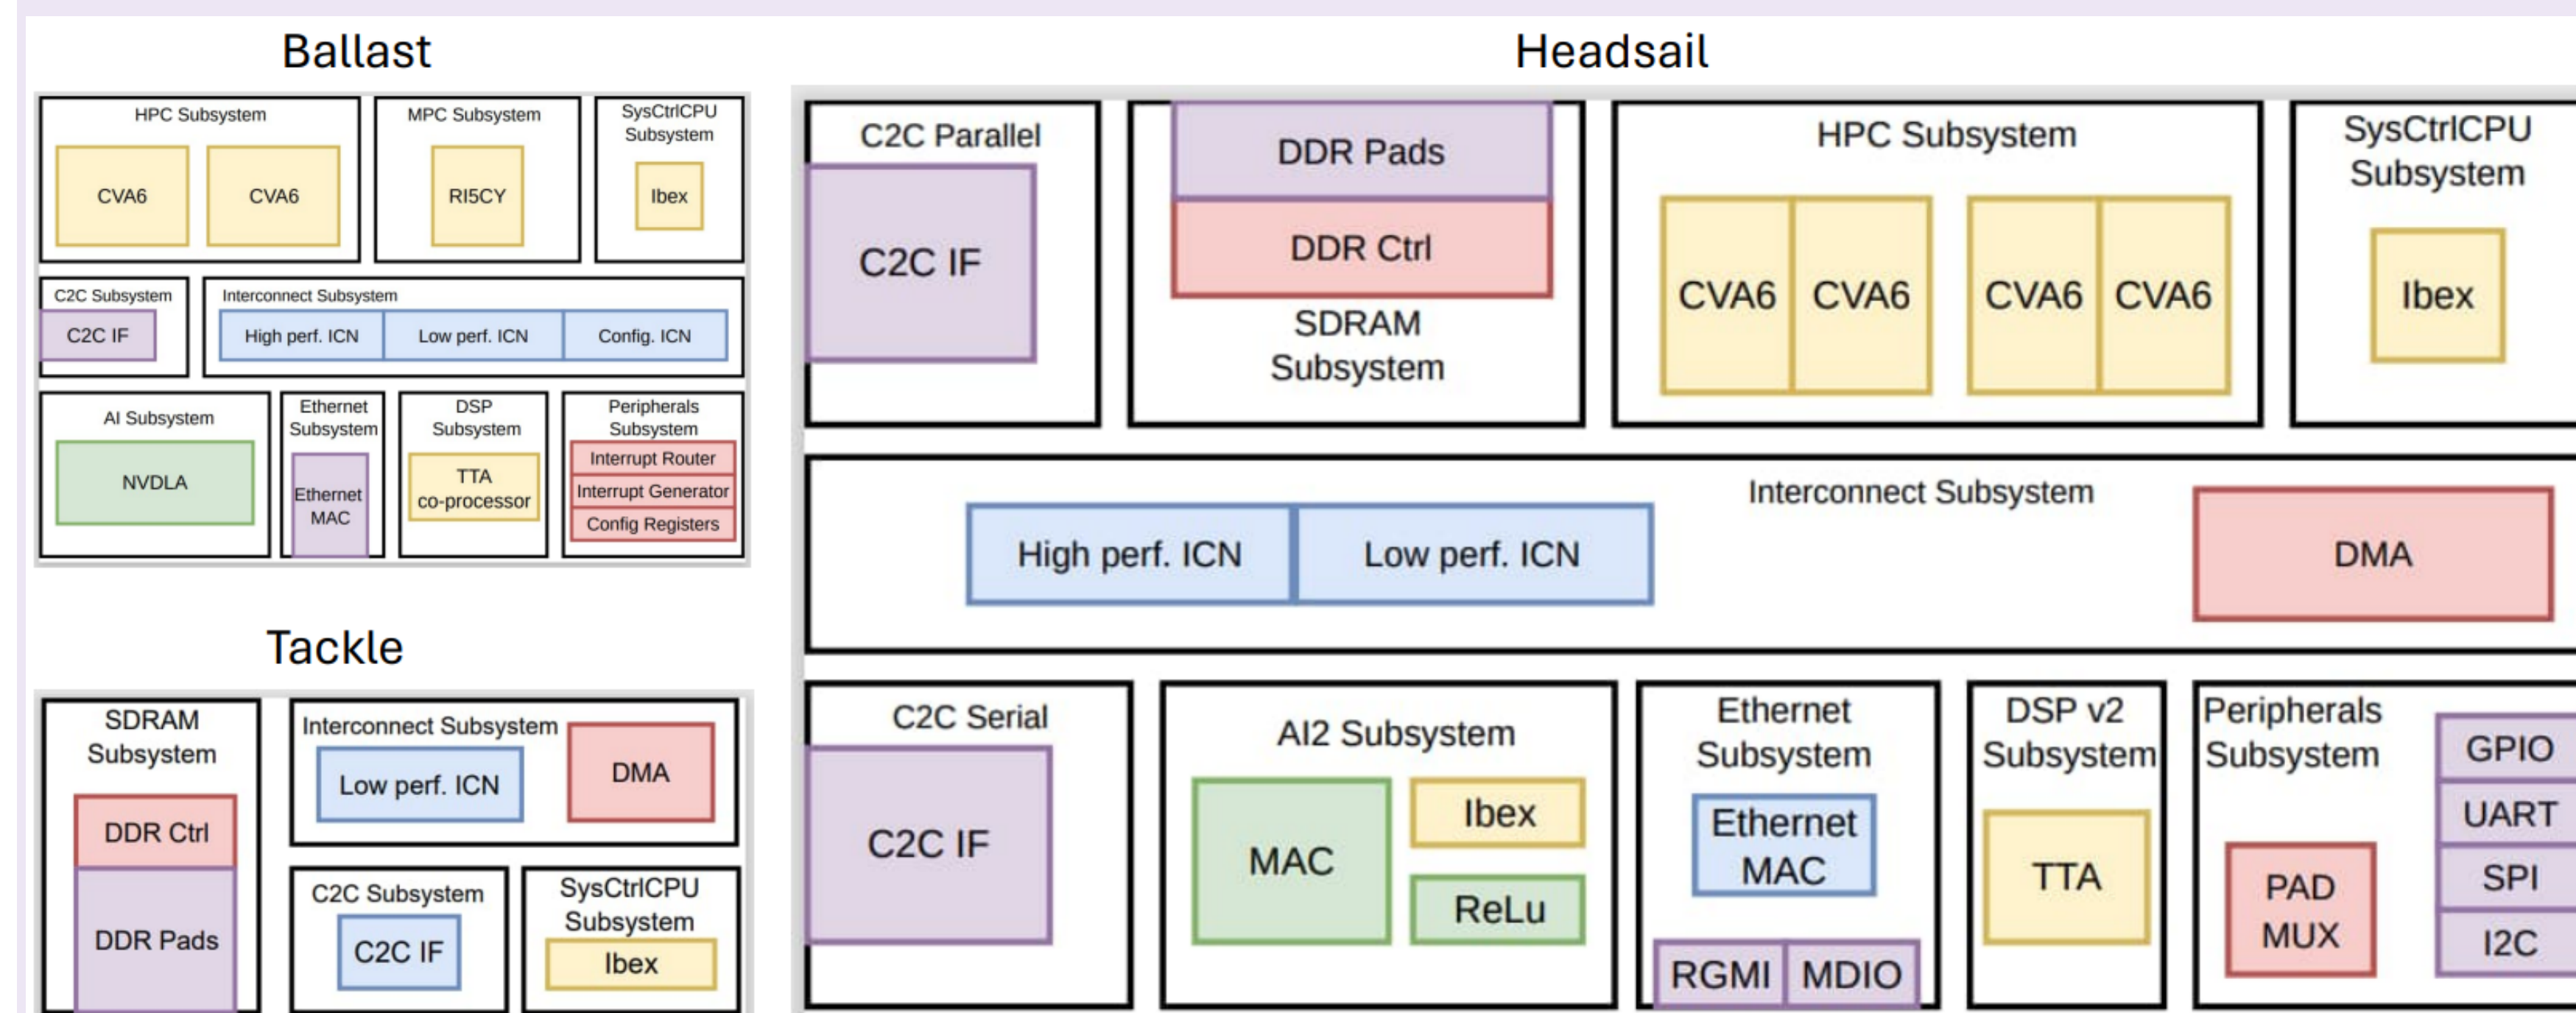 Ballast
HPC Subsystem
CVA6
CVA6
MPC Subsystem
RI5CY
SysCtrlCPU
Subsystem
Ibex
C2C Subsystem
C2C IF
Interconnect Subsystem
High perf. ICN
Low perf. ICN
Config. ICN
AI Subsystem
NVDLA
Ethernet
Subsystem
Ethernet
MAC
DSP
Subsystem
TTA
co-processor
Peripherals
Subsystem
Interrupt Router
Interrupt Generator
Config Registers
Tackle
SDRAM
Subsystem
DDR Ctrl
DDR Pads
Interconnect Subsystem
Low perf. ICN
DMA
C2C Subsystem
C2C IF
SysCtrlCPU
Subsystem
Ibex
Headsail
C2C Parallel
C2C IF
DDR Pads
DDR Ctrl
SDRAM
Subsystem
HPC Subsystem
CVA6
CVA6
CVA6
CVA6
SysCtrlCPU
Subsystem
Ibex
Interconnect Subsystem
High perf. ICN
Low perf. ICN
DMA
C2C Serial
C2C IF
AI2 Subsystem
MAC
Ibex
ReLu
Ethernet
Subsystem
Ethernet
MAC
RGMI
MDIO
DSP v2
Subsystem
TTA
Peripherals
Subsystem
PAD
MUX
GPIO
UART
SPI
I2C